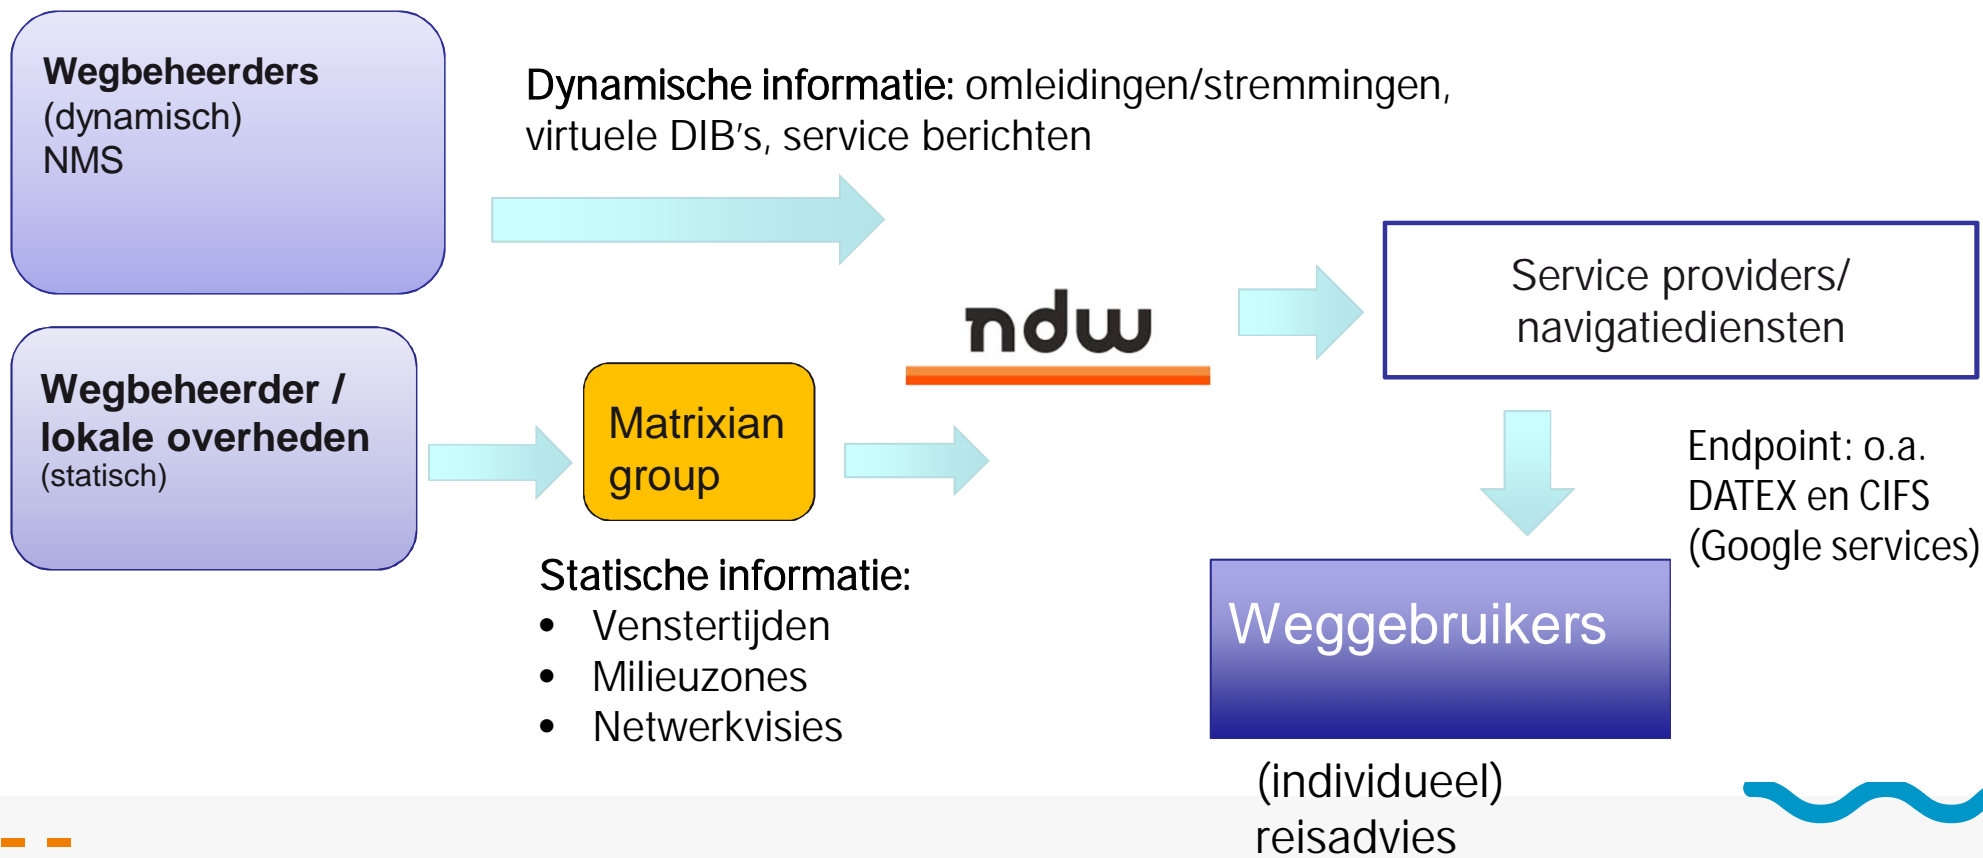 Wegbeheerders
(dynamisch)
NMS
Dynamische informatie: omleidingen/stremmingen,
virtuele DIB's, service berichten
ndw
Service providers/
navigatiediensten
Wegbeheerder /
lokale overheden
(statisch)
Matrixian
group
Statische informatie:
• Venstertijden
• Milieuzones
• Netwerkvisies
Endpoint: o.a.
DATEX en CIFS
(Google services)
Weggebruikers
(individueel)
reisadvies